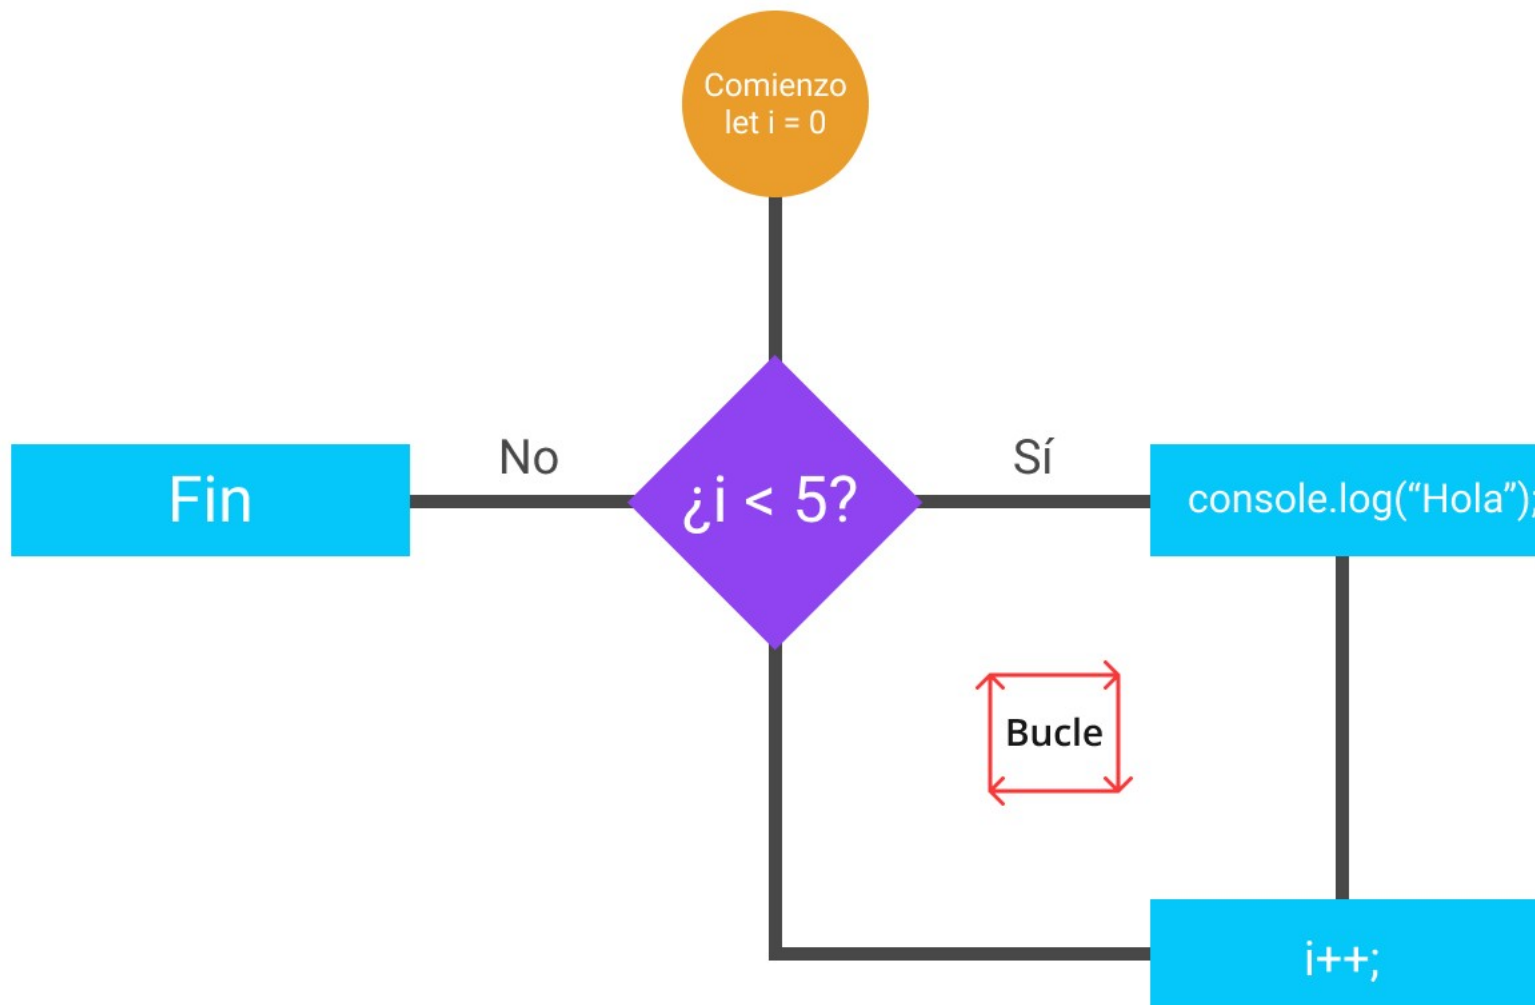 Comienzo
let i = 0
Fin
No
¿i < 5?
Sí
console.log(“Hola”);
Bucle
i++;